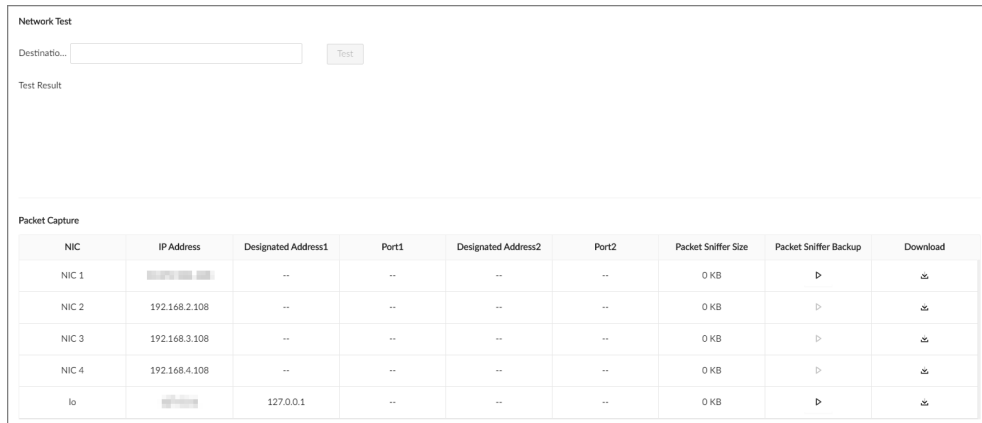 Network Test
Destinatio... Test
Test Result
Packet Capture
NIC IP Address Designated Address1 Port1 Designated Address2 Port2 Packet Sniffer Size Packet Sniffer Backup Download
NIC 1 -- -- -- -- 0 KB
NIC 2 192.168.2.108 -- -- -- -- 0 KB
NIC 3 192.168.3.108 -- -- -- -- 0 KB
NIC 4 192.168.4.108 -- -- -- -- 0 KB
lo 127.0.0.1 -- -- -- 0 KB